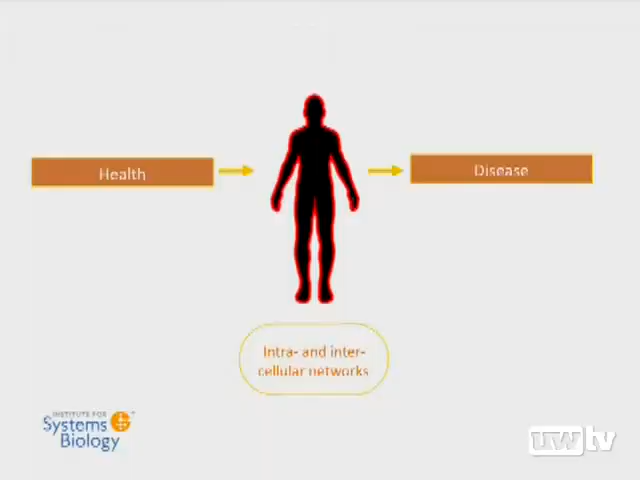 Health
Disease
Intra- and inter-
cellular networks
INSTITUTE FOR
Systems
Biology
uwtv